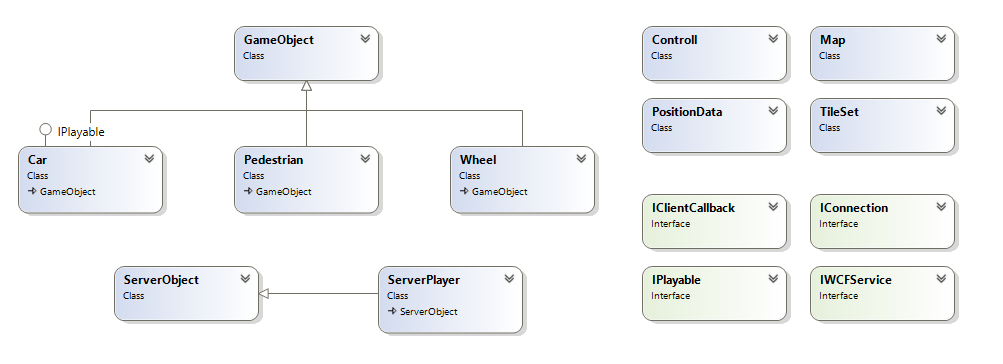 GameObject
Class
Controll
Class
Map
Class
PositionData
Class
TileSet
Class
IPlayable
Car
Class
GameObject
Pedestrian
Class
GameObject
Wheel
Class
GameObject
IClientCallback
Interface
IConnection
Interface
ServerObject
Class
ServerPlayer
Class
ServerObject
IPlayable
Interface
IWCFService
Interface